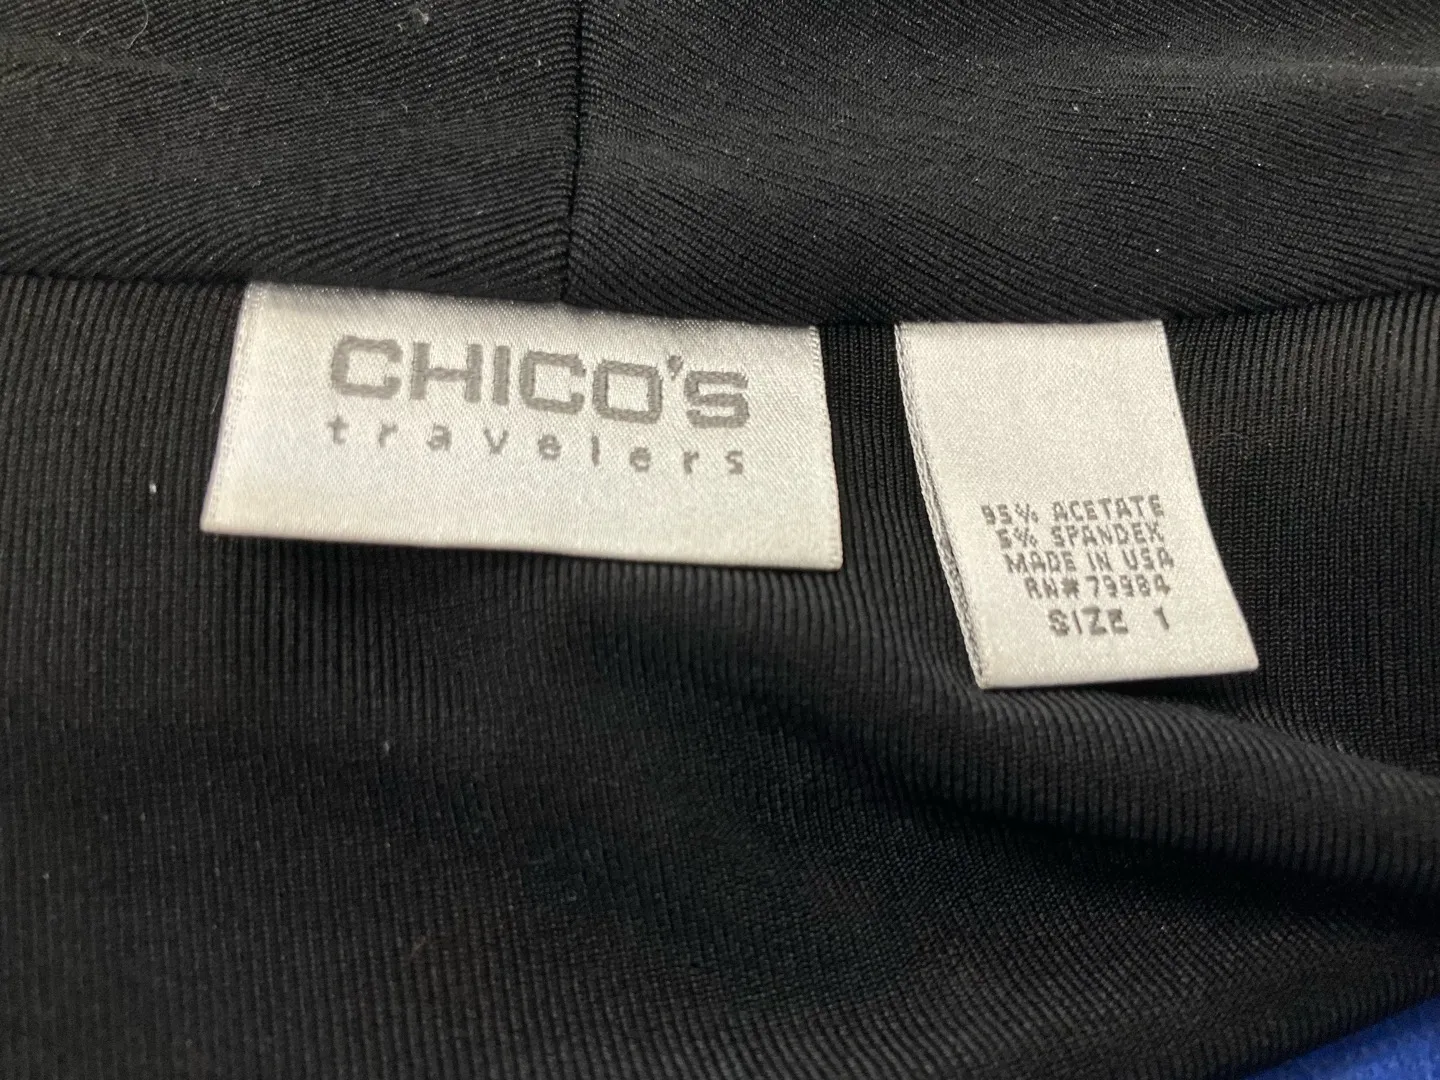 CHICO'S
travelers
95% ACETATE
5% SPANDEX
MADE IN USA
RN# 79984
SIZE 1